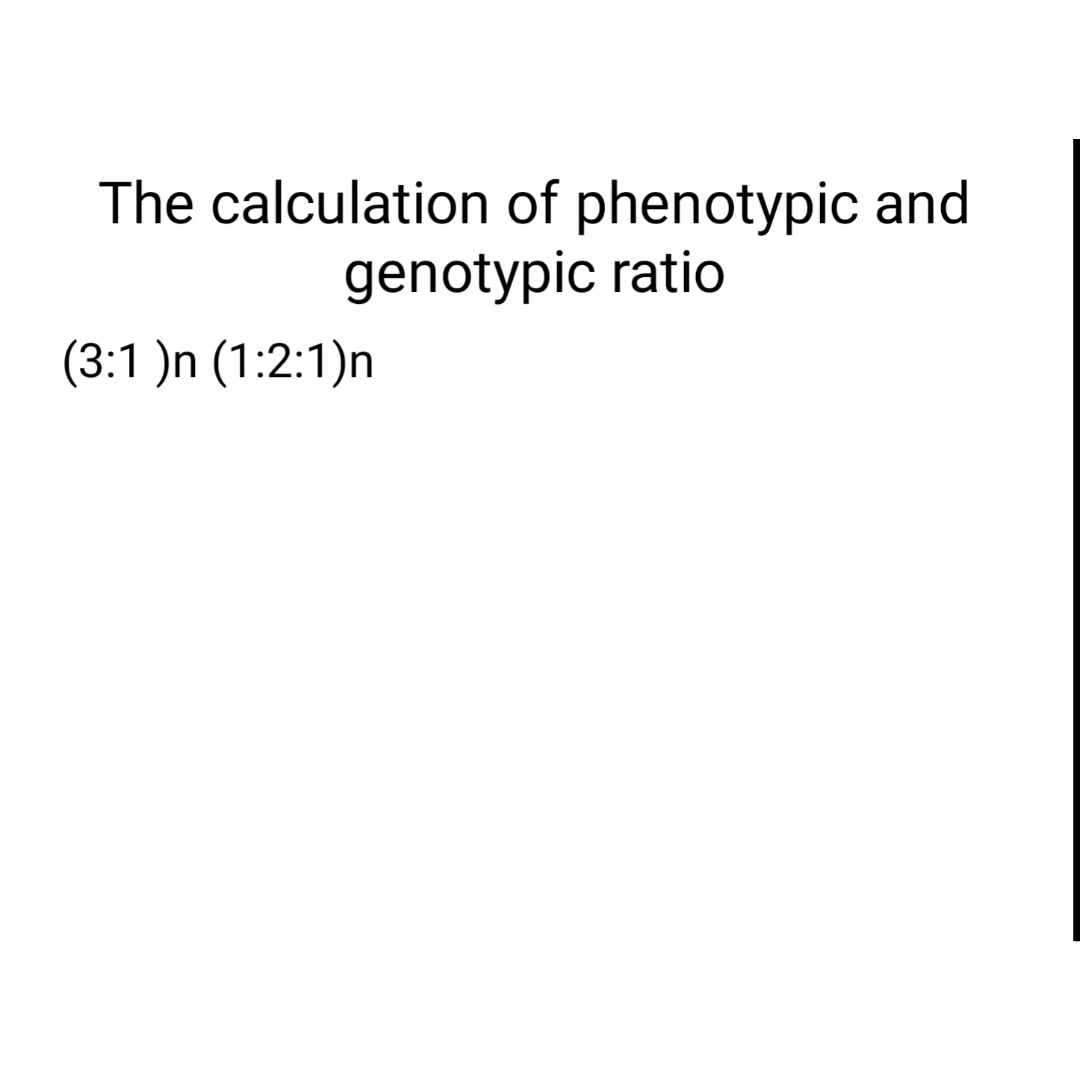 The calculation of phenotypic and
genotypic ratio
(3:1 )n (1:2:1)n